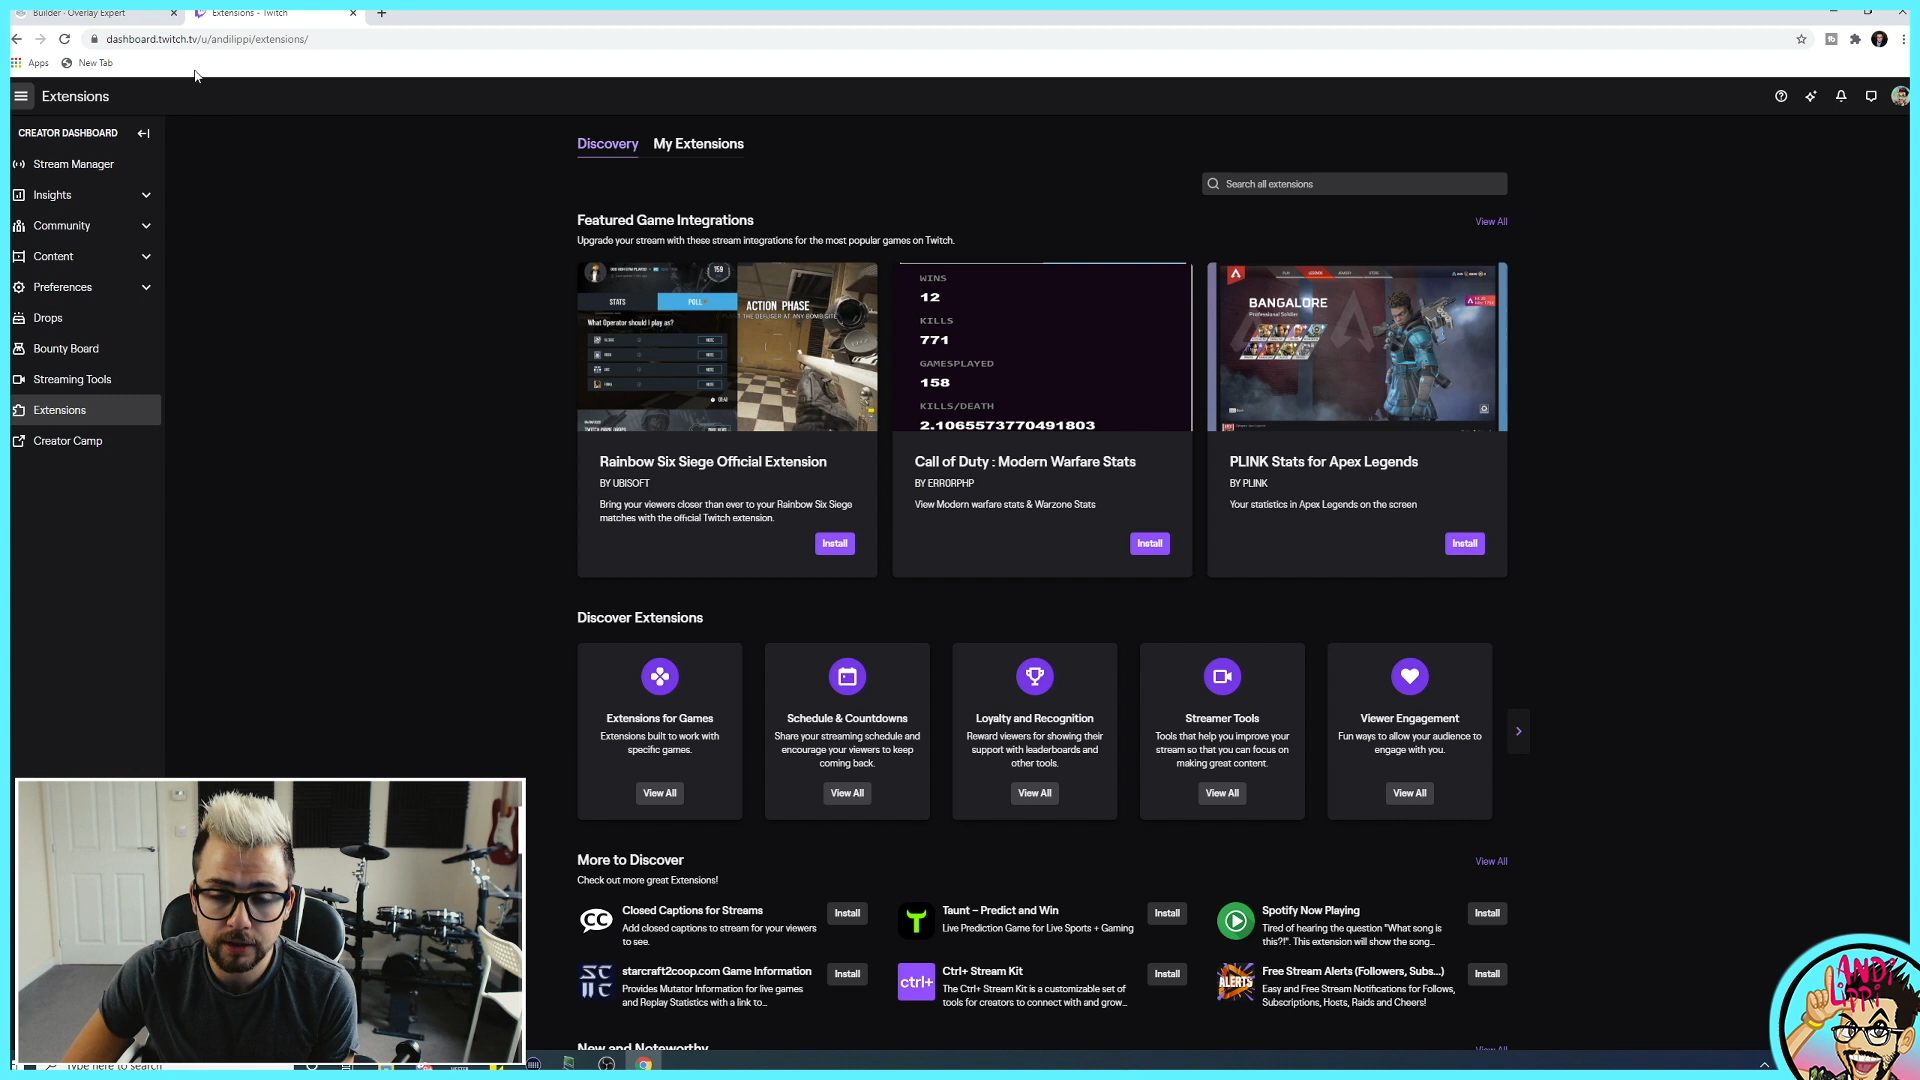 Builder · Overlay Expert
Extensions - Twitch
dashboard.twitch.tv/u/andilippi/extensions/
Apps
New Tab
Extensions
CREATOR DASHBOARD
Stream Manager
Insights
Community
Content
Preferences
Drops
Bounty Board
Streaming Tools
Extensions
Creator Camp
Discovery
My Extensions
Search all extensions
Featured Game Integrations
View All
Upgrade your stream with these stream integrations for the most popular games on Twitch.
159
STATS
POLL
What Operator should I play as?
ACTION PHASE
WINS
12
KILLS
771
GAMESPLAYED
158
KILLS/DEATH
2.1065573770491803
BANGALORE
Professional Soldier
Rainbow Six Siege Official Extension
BY UBISOFT
Bring your viewers closer than ever to your Rainbow Six Siege
matches with the official Twitch extension.
Install
Call of Duty : Modern Warfare Stats
BY ERR0RPHP
View Modern warfare stats & Warzone Stats
Install
PLINK Stats for Apex Legends
BY PLINK
Your statistics in Apex Legends on the screen
Install
Discover Extensions
Extensions for Games
Extensions built to work with
specific games.
View All
Schedule & Countdowns
Share your streaming schedule and
encourage your viewers to keep
coming back.
View All
Loyalty and Recognition
Reward viewers for showing their
support with leaderboards and
other tools.
View All
Streamer Tools
Tools that help you improve your
stream so that you can focus on
making great content.
View All
Viewer Engagement
Fun ways to allow your audience to
engage with you.
View All
More to Discover
View All
Check out more great Extensions!
CC
Closed Captions for Streams
Add closed captions to stream for your viewers
to see.
Install
Taunt – Predict and Win
Live Prediction Game for Live Sports + Gaming
Install
Spotify Now Playing
Tired of hearing the question "What song is
this?!". This extension will show the song...
Install
starcraft2coop.com Game Information
Provides Mutator Information for live games
and Replay Statistics with a link to...
Install
ctrl+
Ctrl+ Stream Kit
The Ctrl+ Stream Kit is a customizable set of
tools for creators to connect with and grow...
Install
ALERTS
Free Stream Alerts (Followers, Subs...)
Easy and Free Stream Notifications for Follows,
Subscriptions, Hosts, Raids and Cheers!
Install
New and Noteworthy
View All
Type here to search
ANDi
LiPPi